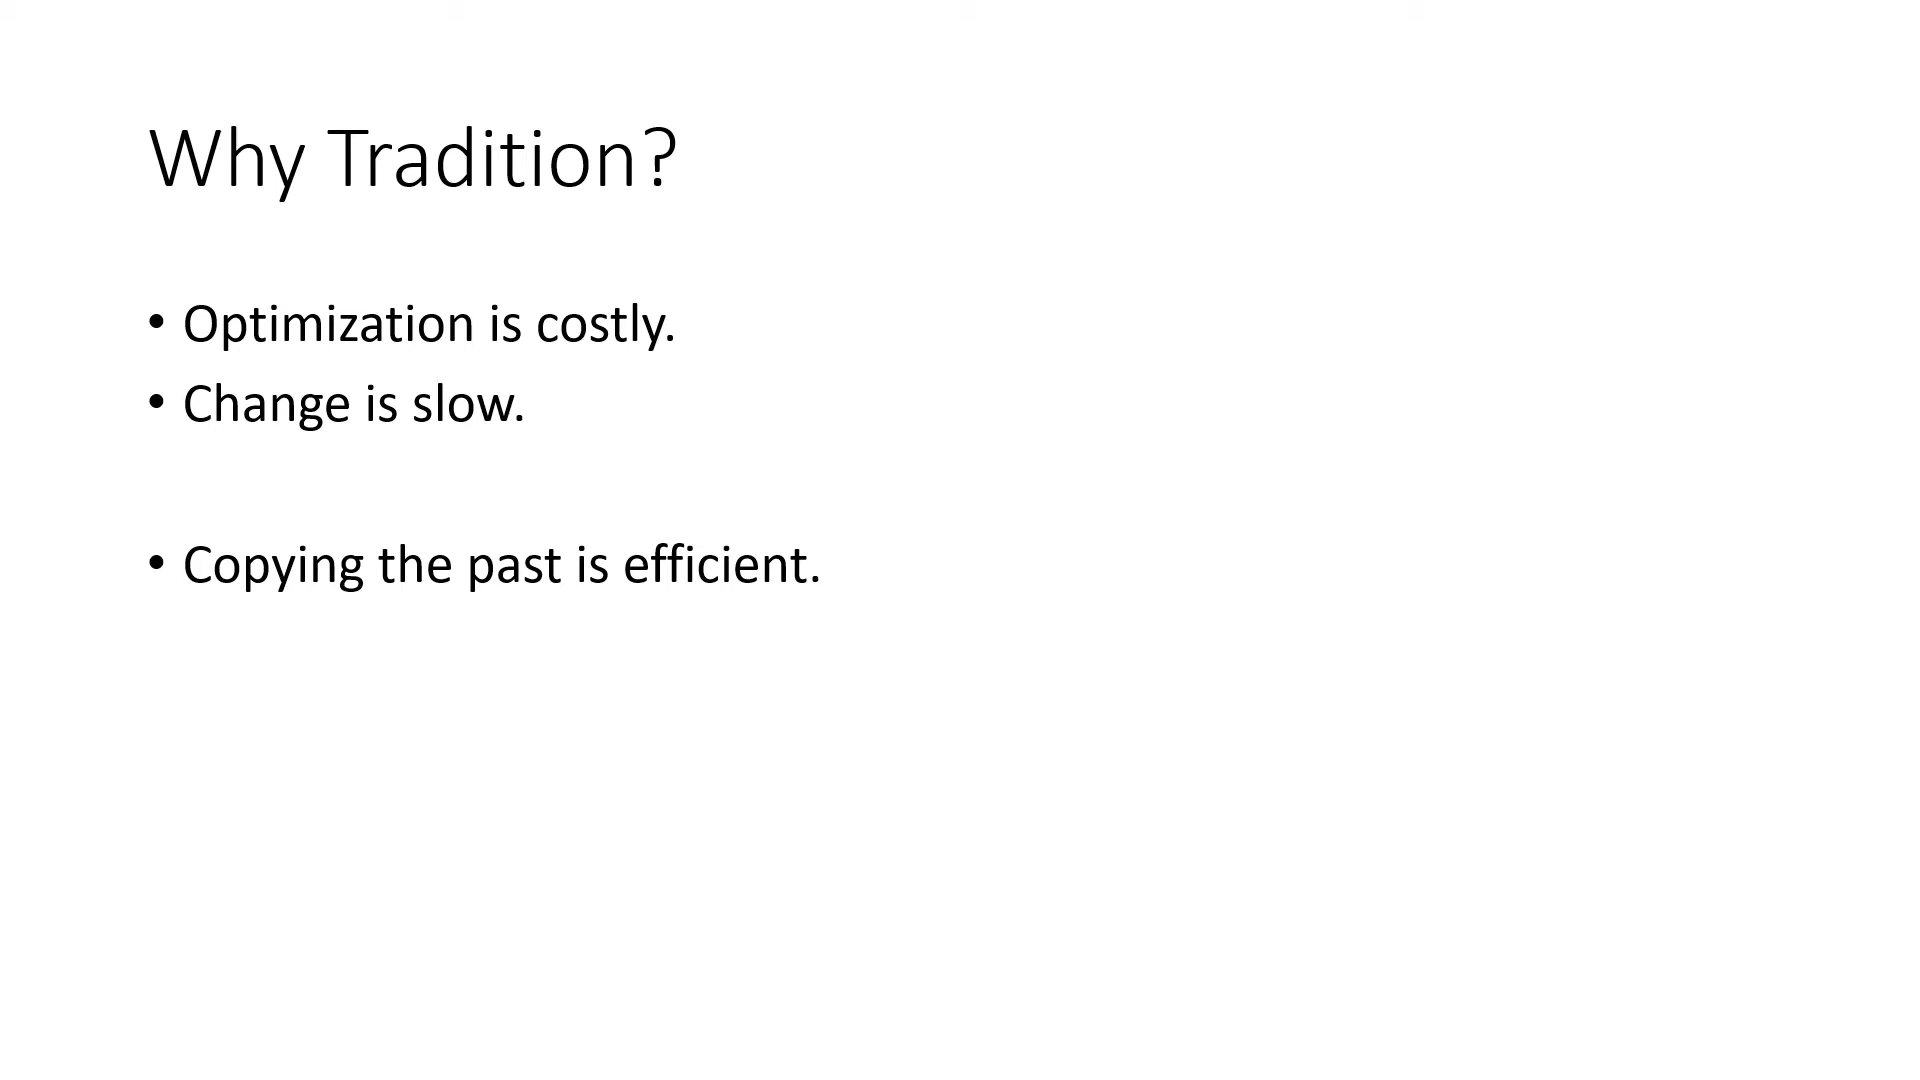 Why Tradition?
• Optimization is costly.
• Change is slow.
• Copying the past is efficient.